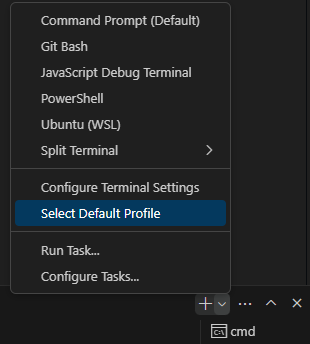 Command Prompt (Default)
Git Bash
JavaScript Debug Terminal
PowerShell
Ubuntu (WSL)
Split Terminal
Configure Terminal Settings
Select Default Profile
Run Task...
Configure Tasks...
cmd